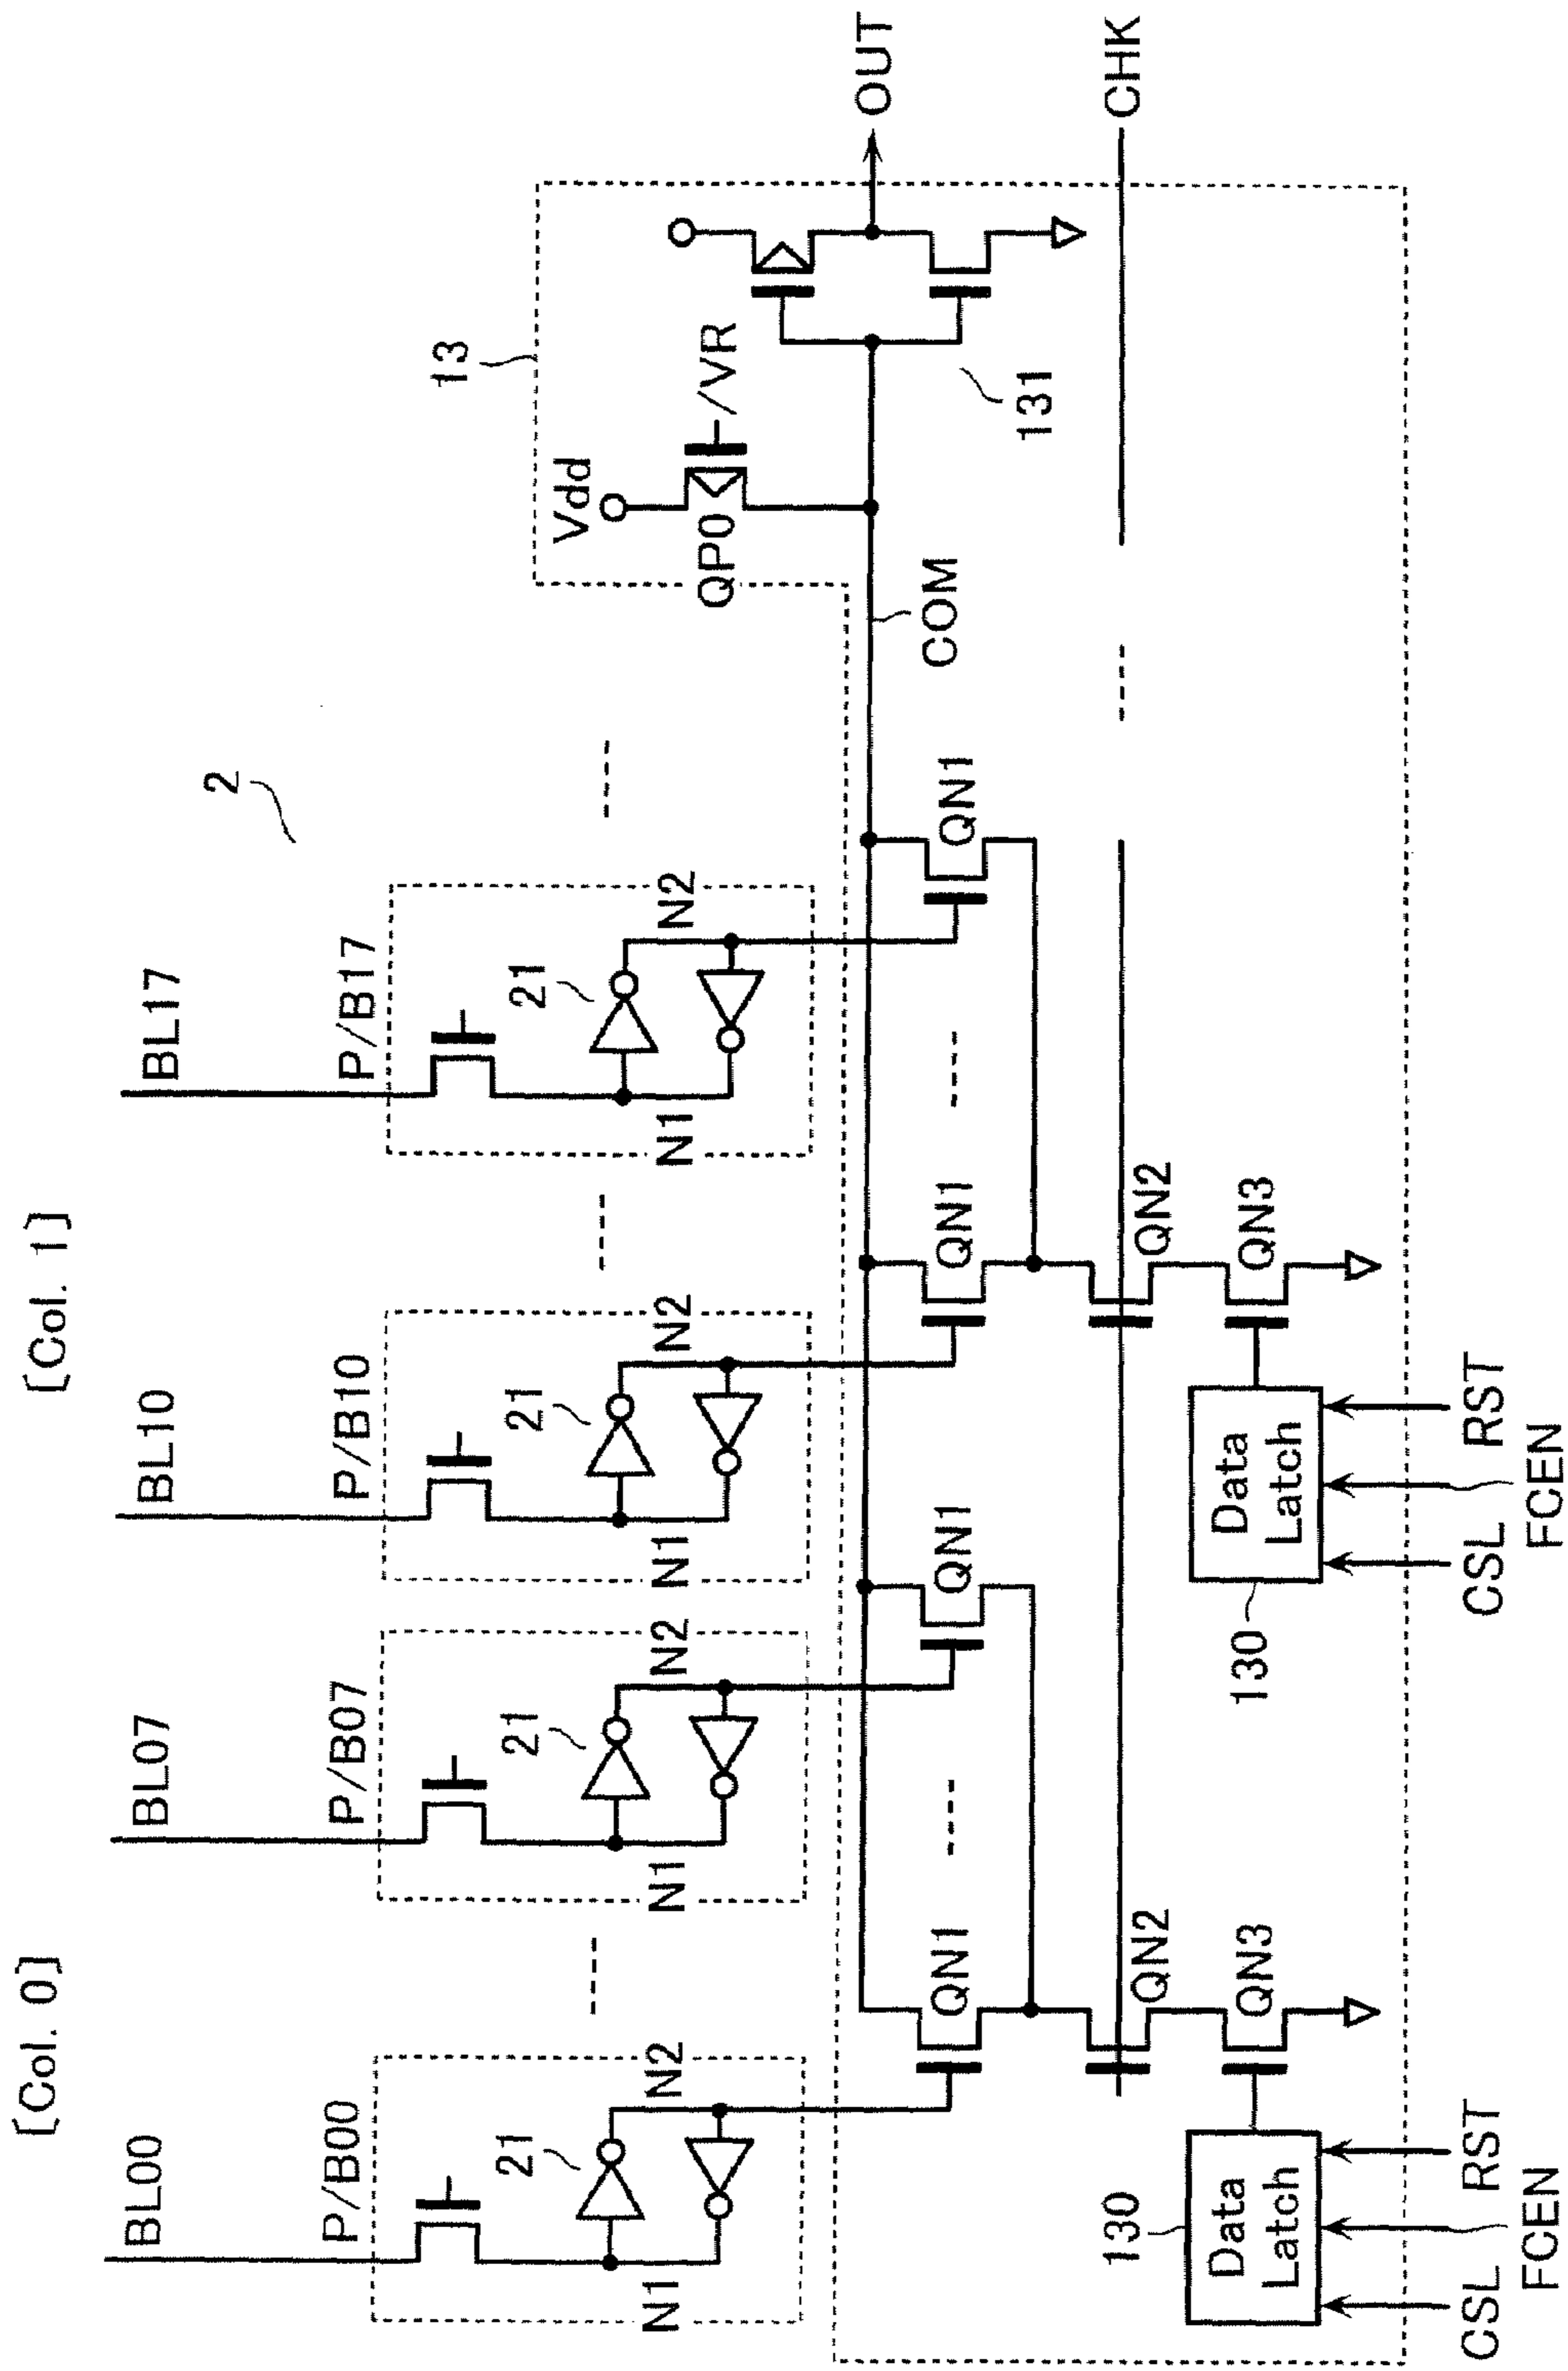 [Col. 0]
[Col. 1]
BL00
BL07
BL10
BL17
2
P/B00
P/B07
P/B10
P/B17
13
21
21
21
21
Vdd
N1
N2
N1
N2
N1
N2
N1
N2
QP0
/VR
OUT
QN1
QN1
QN1
QN1
COM
131
CHK
QN2
QN2
130
Data
Latch
QN3
130
Data
Latch
QN3
CSL
RST
CSL
RST
FCEN
FCEN